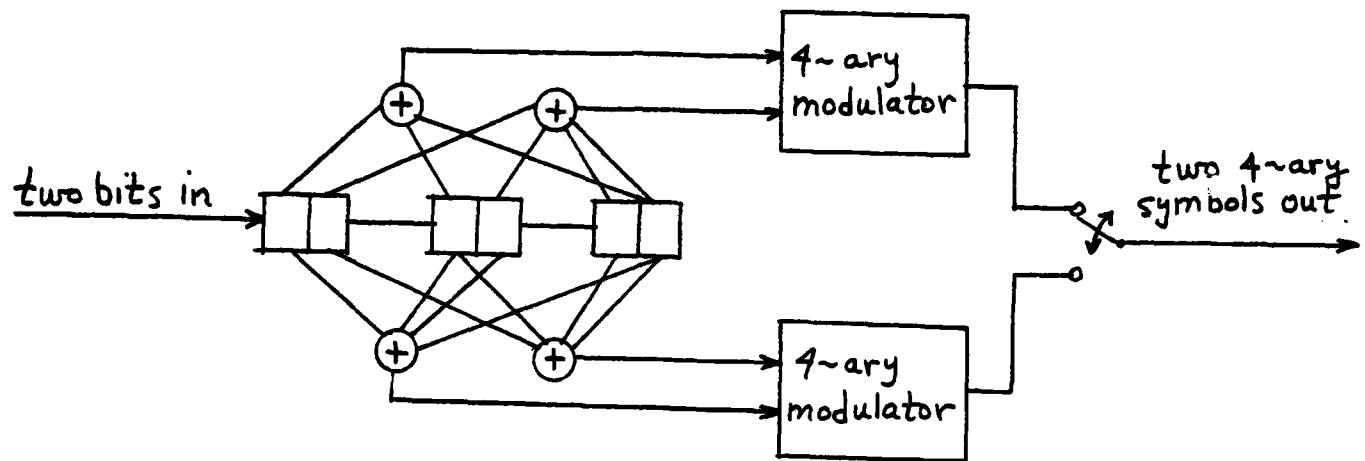 4~ary
modulator
two bits in
two 4~ary
symbols out
4~ary
modulator